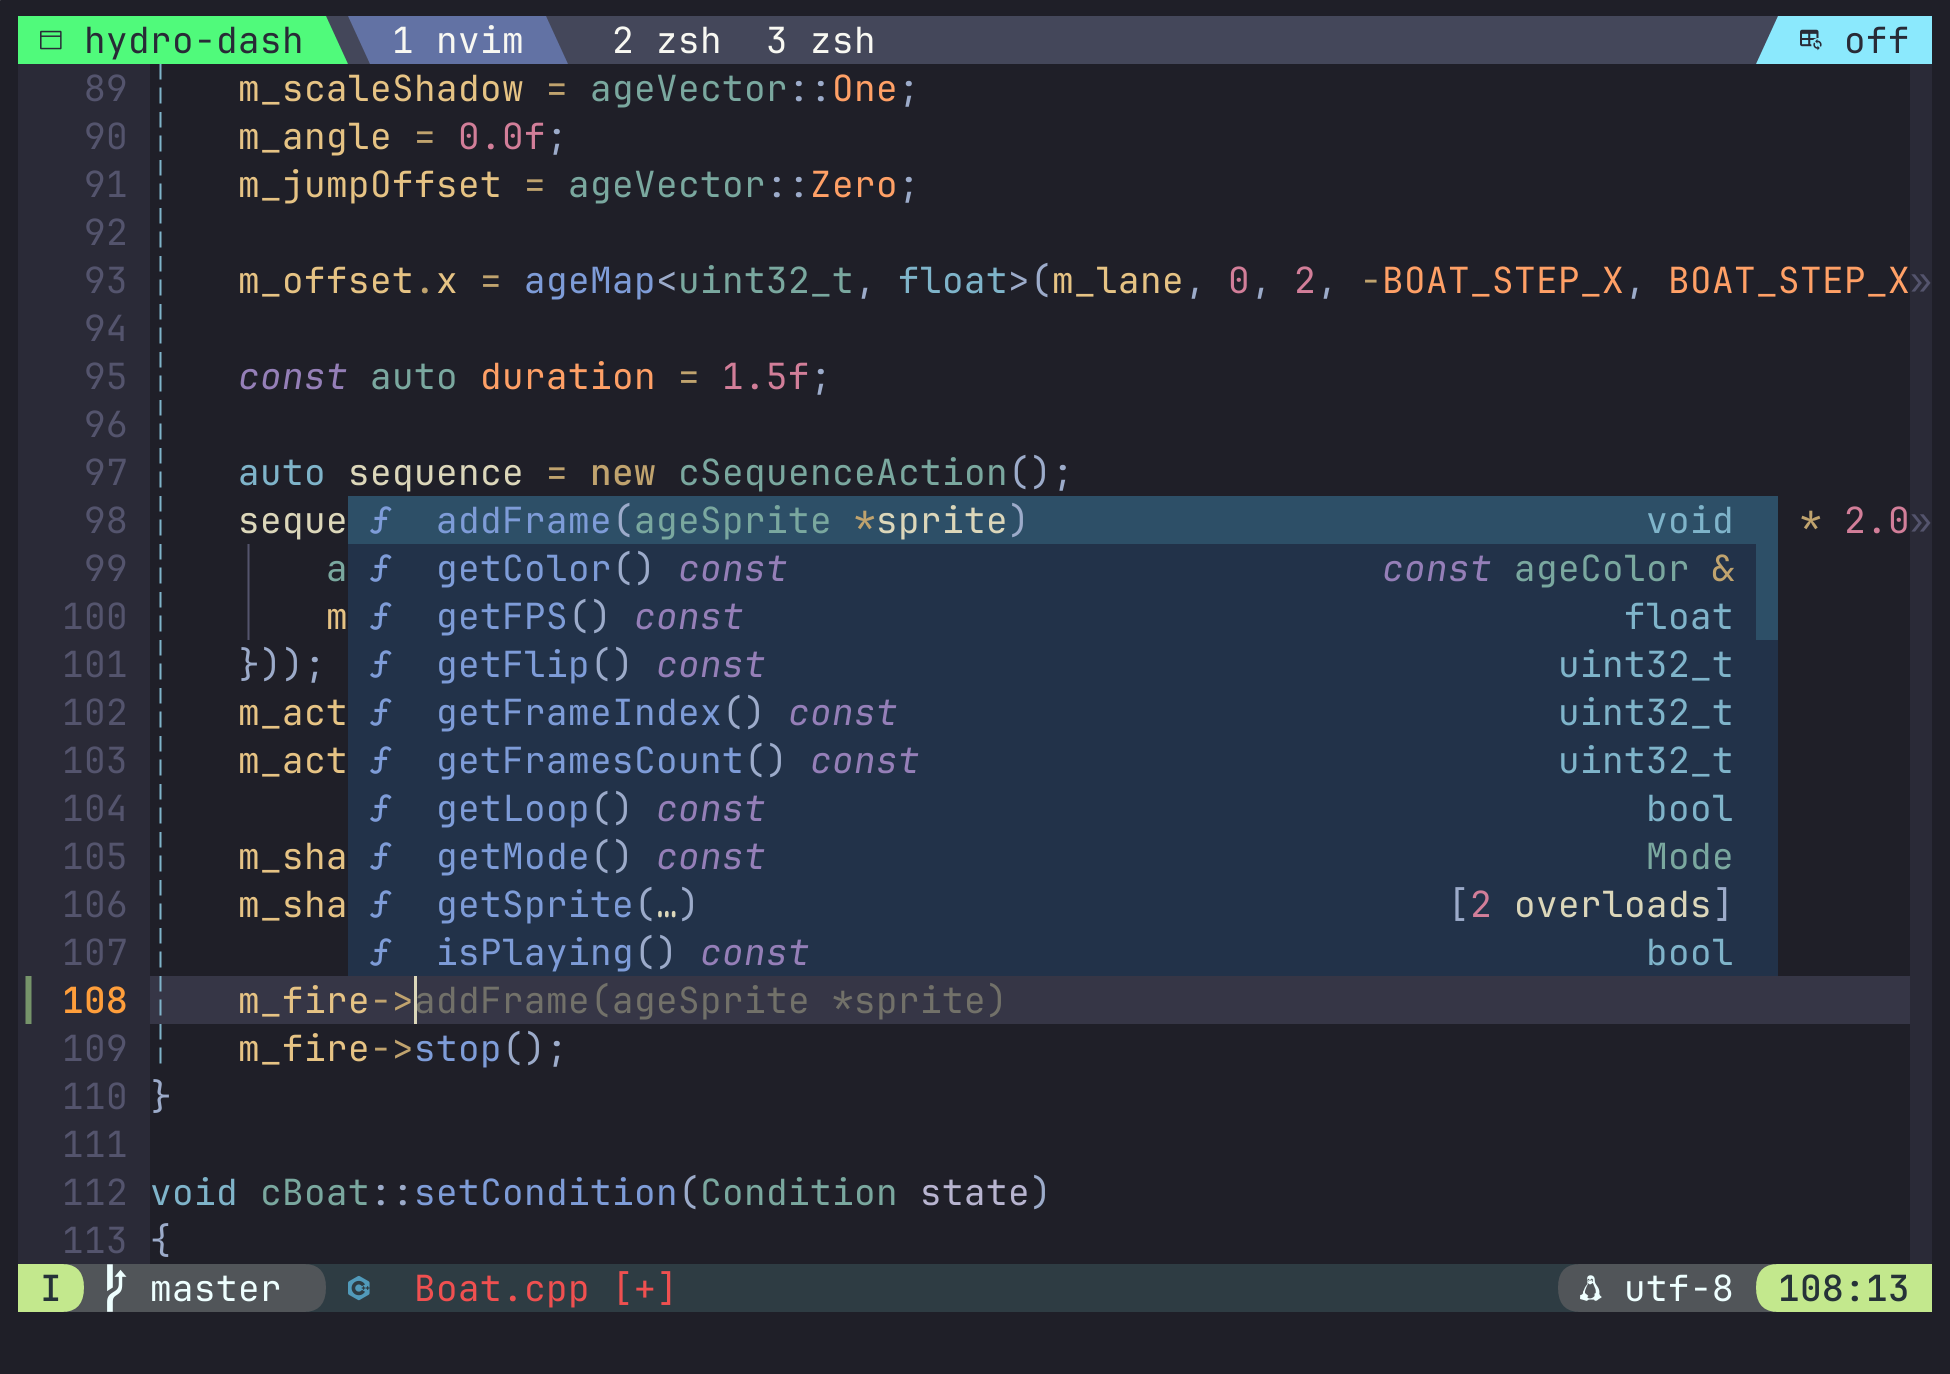 hydro-dash 1 nvim 2 zsh 3 zsh off
89 m_scaleShadow = ageVector::One;
90 m_angle = 0.0f;
91 m_jumpOffset = ageVector::Zero;
92
93 m_offset.x = ageMap<uint32_t, float>(m_lane, 0, 2, -BOAT_STEP_X, BOAT_STEP_X»
94
95 const auto duration = 1.5f;
96
97 auto sequence = new cSequenceAction();
98 seque ƒ addFrame(ageSprite *sprite) void * 2.0»
99 a ƒ getColor() const const ageColor &
100 m ƒ getFPS() const float
101 })); ƒ getFlip() const uint32_t
102 m_act ƒ getFrameIndex() const uint32_t
103 m_act ƒ getFramesCount() const uint32_t
104 ƒ getLoop() const bool
105 m_sha ƒ getMode() const Mode
106 m_sha ƒ getSprite(…) [2 overloads]
107 ƒ isPlaying() const bool
108 m_fire->addFrame(ageSprite *sprite)
109 m_fire->stop();
110 }
111
112 void cBoat::setCondition(Condition state)
113 {
I master Boat.cpp [+] utf-8 108:13